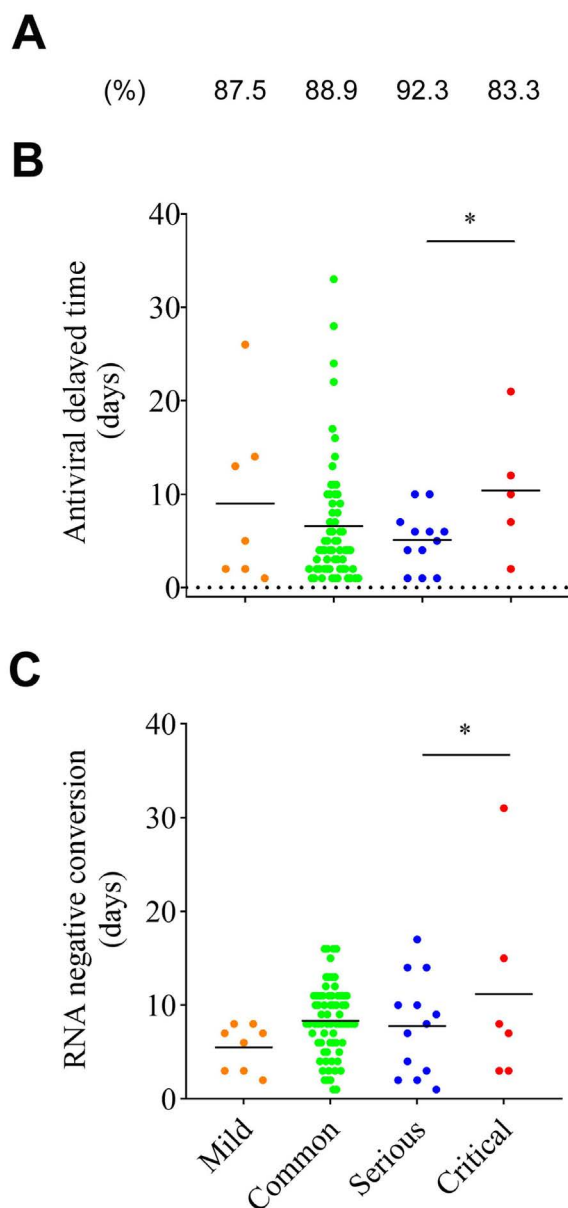 A
(%) 87.5 88.9 92.3 83.3
B
Antiviral delayed time
(days)
40
30
20
10
0
*
C
RNA negative conversion
(days)
40
30
20
10
0
*
Mild
Common
Serious
Critical